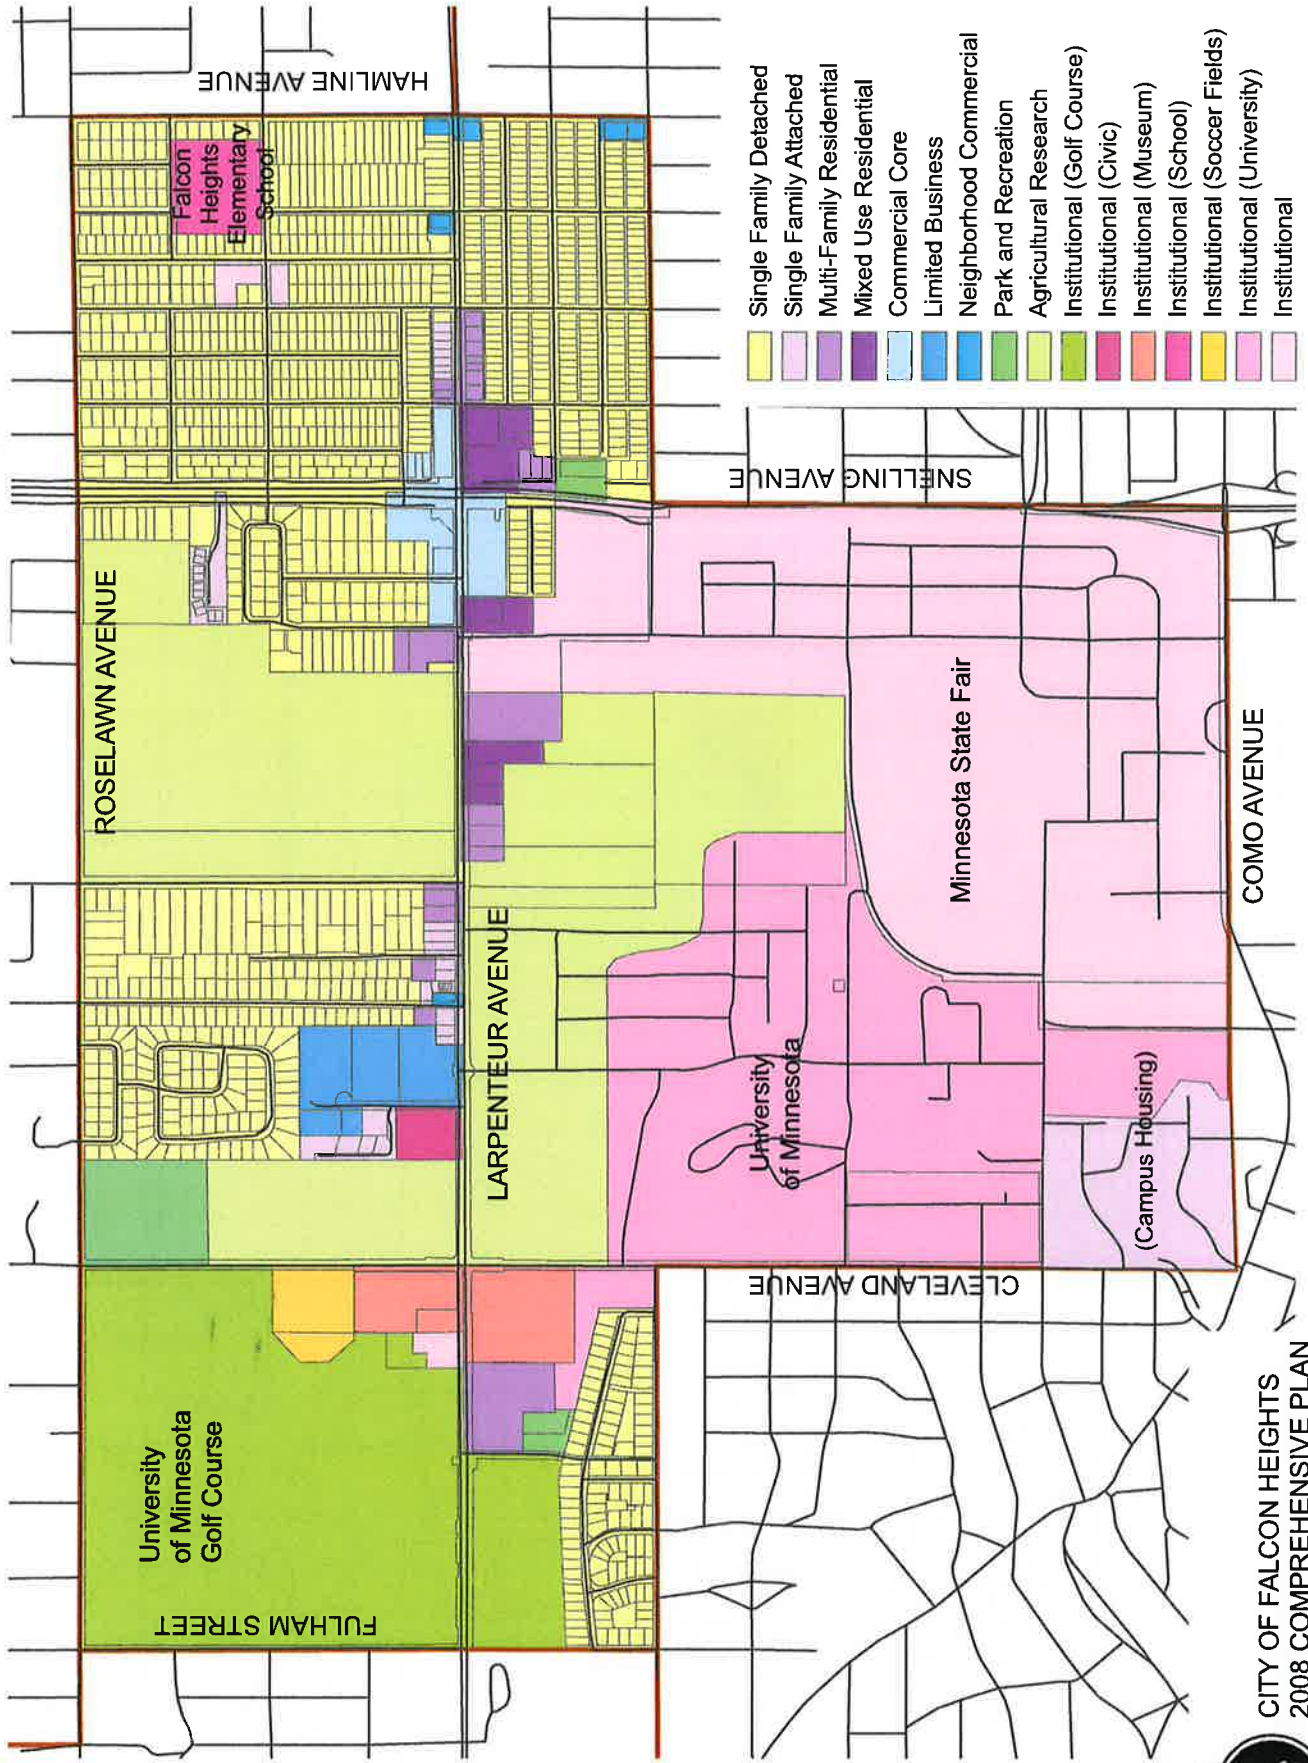 ROSELAWN AVENUE
HAMLINE AVENUE
Falcon
Heights
Elementary
School
University
of Minnesota
Golf Course
FULHAM STREET
LARPENTEUR AVENUE
SNELLING AVENUE
CLEVELAND AVENUE
University
of Minnesota
Minnesota State Fair
(Campus Housing)
COMO AVENUE
Single Family Detached
Single Family Attached
Multi-Family Residential
Mixed Use Residential
Commercial Core
Limited Business
Neighborhood Commercial
Park and Recreation
Agricultural Research
Institutional (Golf Course)
Institutional (Civic)
Institutional (Museum)
Institutional (School)
Institutional (Soccer Fields)
Institutional (University)
Institutional
CITY OF FALCON HEIGHTS
2008 COMPREHENSIVE PLAN